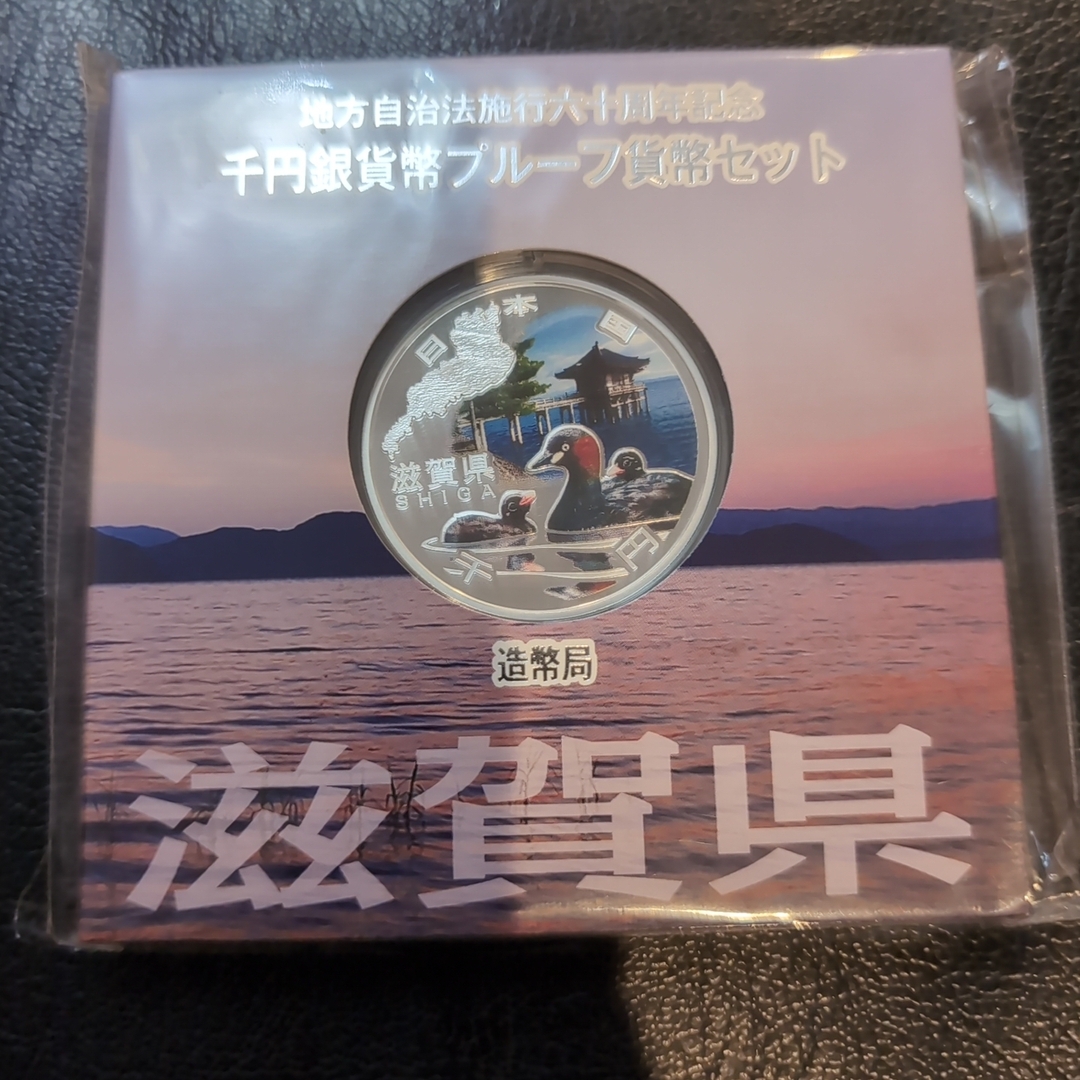 地方自治法施行六十周年記念
千円銀貨幣プルーフ貨幣セット
日本国
滋賀県
SHIGA
千円
造幣局
滋賀県